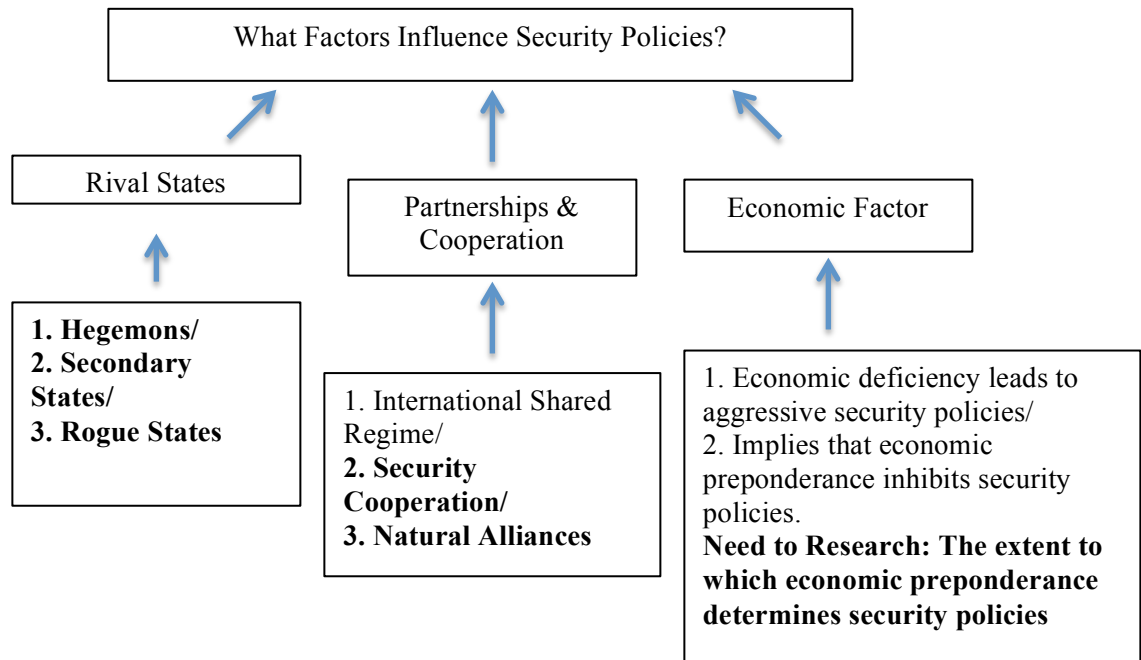 What Factors Influence Security Policies?
Rival States
Partnerships &
Cooperation
Economic Factor
1. Hegemons/
2. Secondary
States/
3. Rogue States
1. International Shared
Regime/
2. Security
Cooperation/
3. Natural Alliances
1. Economic deficiency leads to
aggressive security policies/
2. Implies that economic
preponderance inhibits security
policies.
Need to Research: The extent to
which economic preponderance
determines security policies